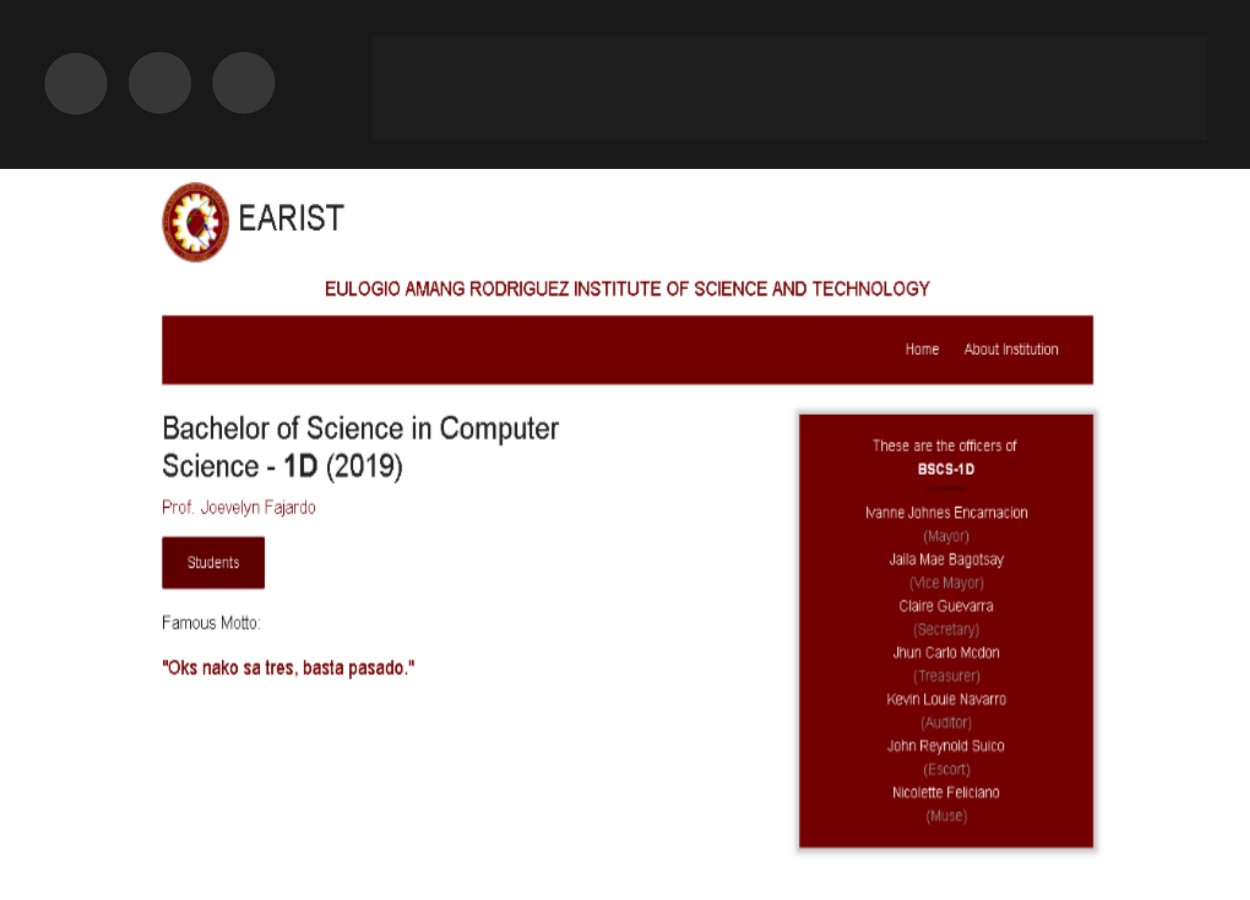 EARIST
EULOGIO AMANG RODRIGUEZ INSTITUTE OF SCIENCE AND TECHNOLOGY
Home About Institution
Bachelor of Science in Computer
Science - 1D (2019)
Prof. Joevelyn Fajardo
Students
Famous Motto:
"Oks nako sa tres, basta pasado."
These are the officers of
BSCS-1D
Ivanne Johnes Encarnacion
(Mayor)
Jaila Mae Bagotsay
(Vice Mayor)
Claire Guevarra
(Secretary)
Jhun Carlo Mcdon
(Treasurer)
Kevin Louie Navarro
(Auditor)
John Reynold Suico
(Escort)
Nicolette Feliciano
(Muse)